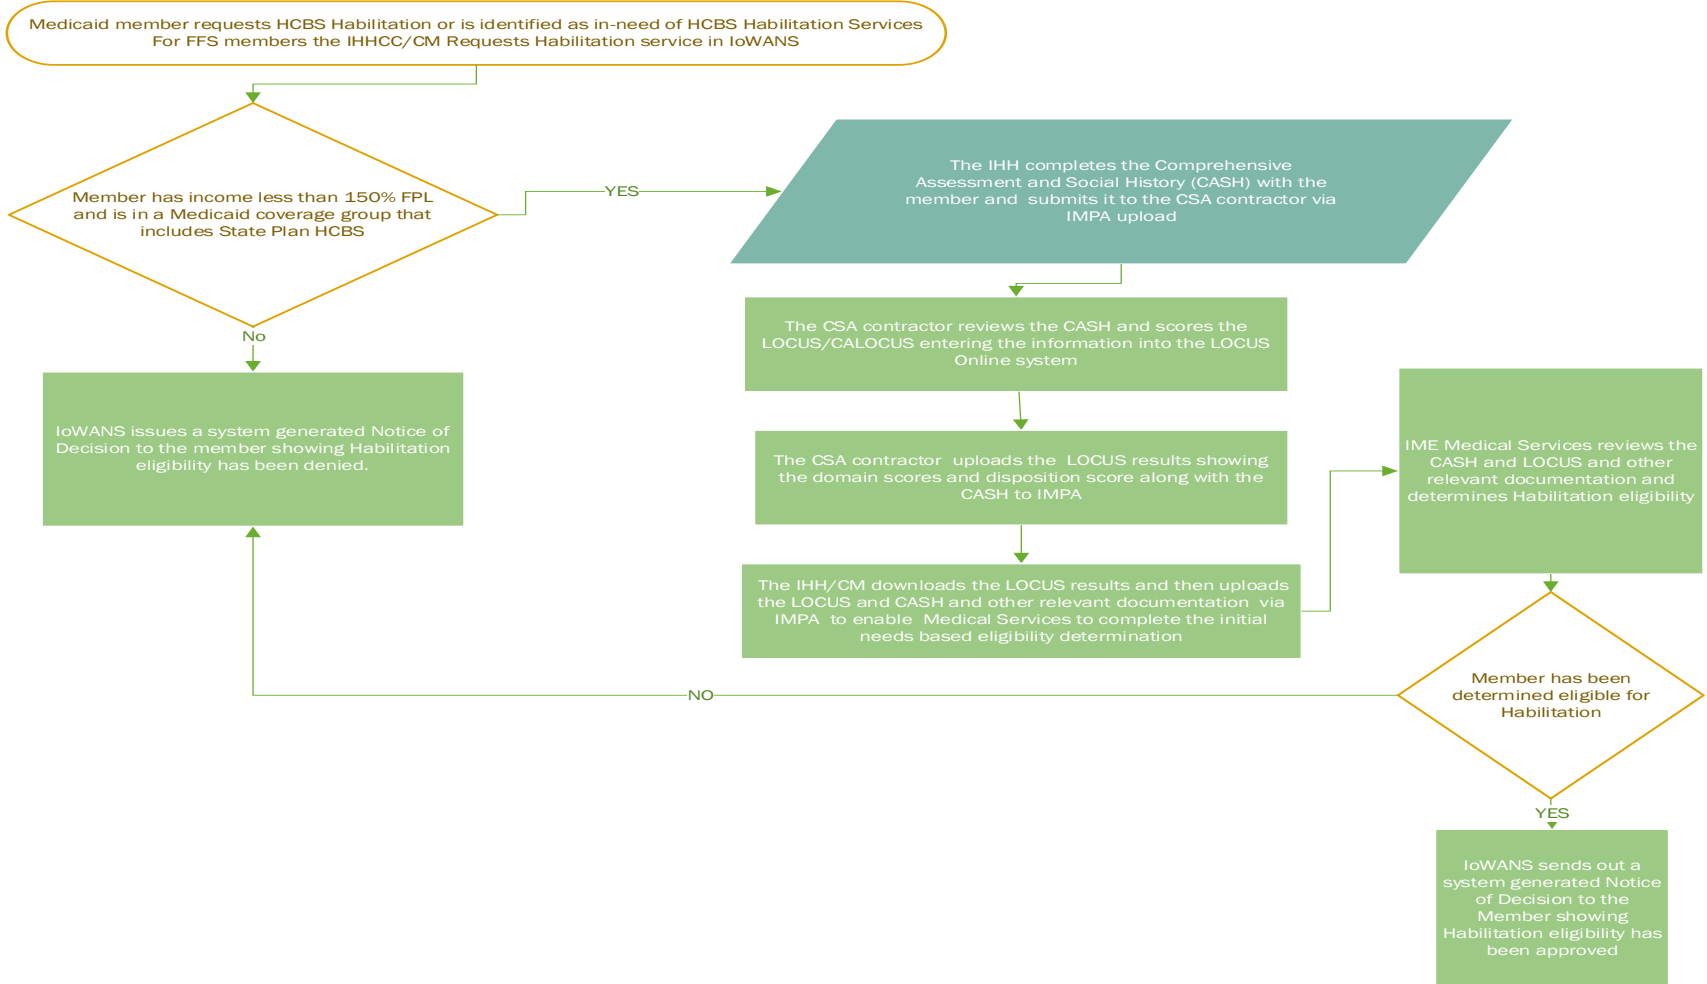 Medicaid member requests HCBS Habilitation or is identified as in-need of HCBS Habilitation Services
For FFS members the IHHCC/CM Requests Habilitation service in IoWANS
Member has income less than 150% FPL
and is in a Medicaid coverage group that
includes State Plan HCBS
YES
The IHH completes the Comprehensive
Assessment and Social History (CASH) with the
member and submits it to the CSA contractor via
IMPA upload
No
The CSA contractor reviews the CASH and scores the
LOCUS/CALOCUS entering the information into the LOCUS
Online system
IoWANS issues a system generated Notice of
Decision to the member showing Habilitation
eligibility has been denied.
The CSA contractor uploads the LOCUS results showing
the domain scores and disposition score along with the
CASH to IMPA
The IHH/CM downloads the LOCUS results and then uploads
the LOCUS and CASH and other relevant documentation via
IMPA to enable Medical Services to complete the initial
needs based eligibility determination
IME Medical Services reviews the
CASH and LOCUS and other
relevant documentation and
determines Habilitation eligibility
Member has been
determined eligible for
Habilitation
NO
YES
IoWANS sends out a
system generated Notice
of Decision to the
Member showing
Habilitation eligibility has
been approved